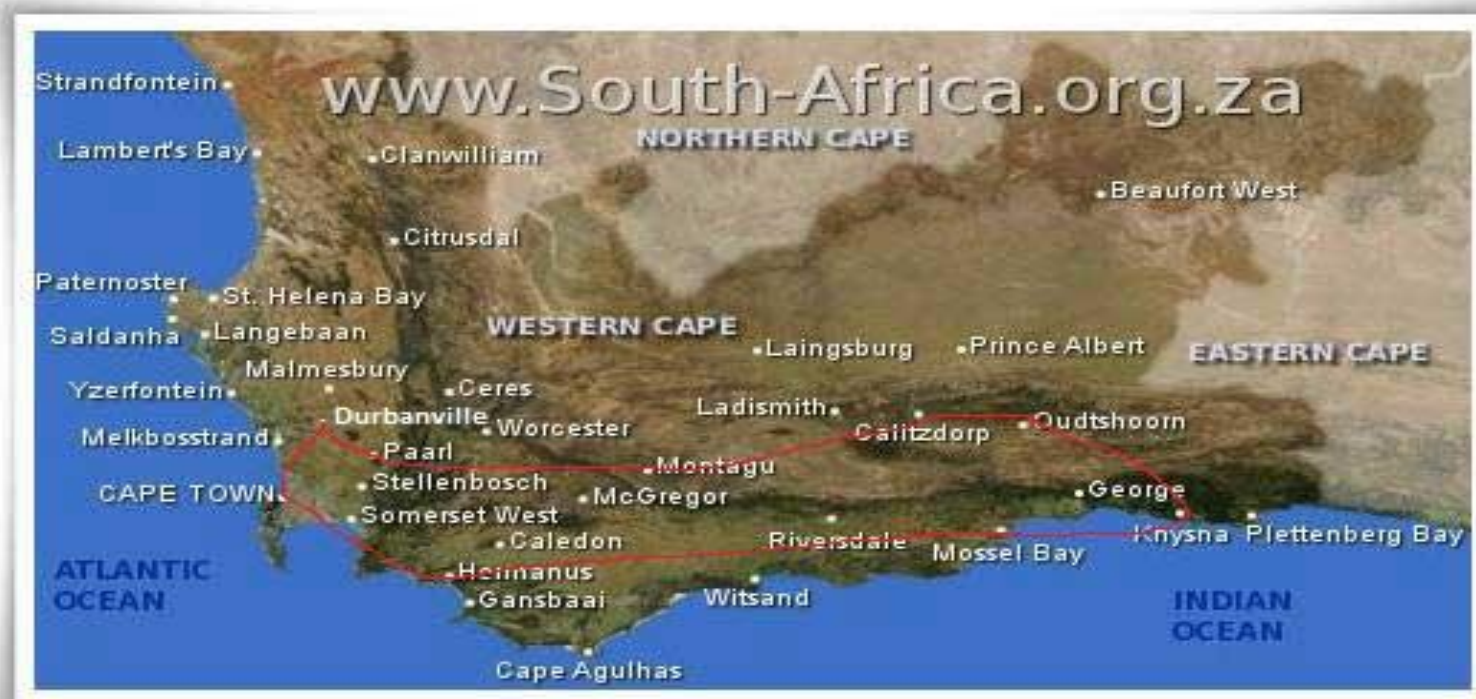 www.South-Africa.org.za
Strandfontein
NORTHERN CAPE
Lambert's Bay
Clanwilliam
Beaufort West
Citrusdal
Paternoster
St. Helena Bay
Saldanha
Langebaan
WESTERN CAPE
Laingsburg
Prince Albert
EASTERN CAPE
Malmesbury
Yzerfontein
Ceres
Ladismith
Durbanville
Worcester
Calitzdorp
Oudtshoorn
Melkbosstrand
Paarl
Montagu
CAPE TOWN
Stellenbosch
McGregor
George
Somerset West
Caledon
Riversdale
Mossel Bay
Knysna
Plettenberg Bay
ATLANTIC
OCEAN
Hermanus
Gansbaai
Witsand
INDIAN
OCEAN
Cape Agulhas